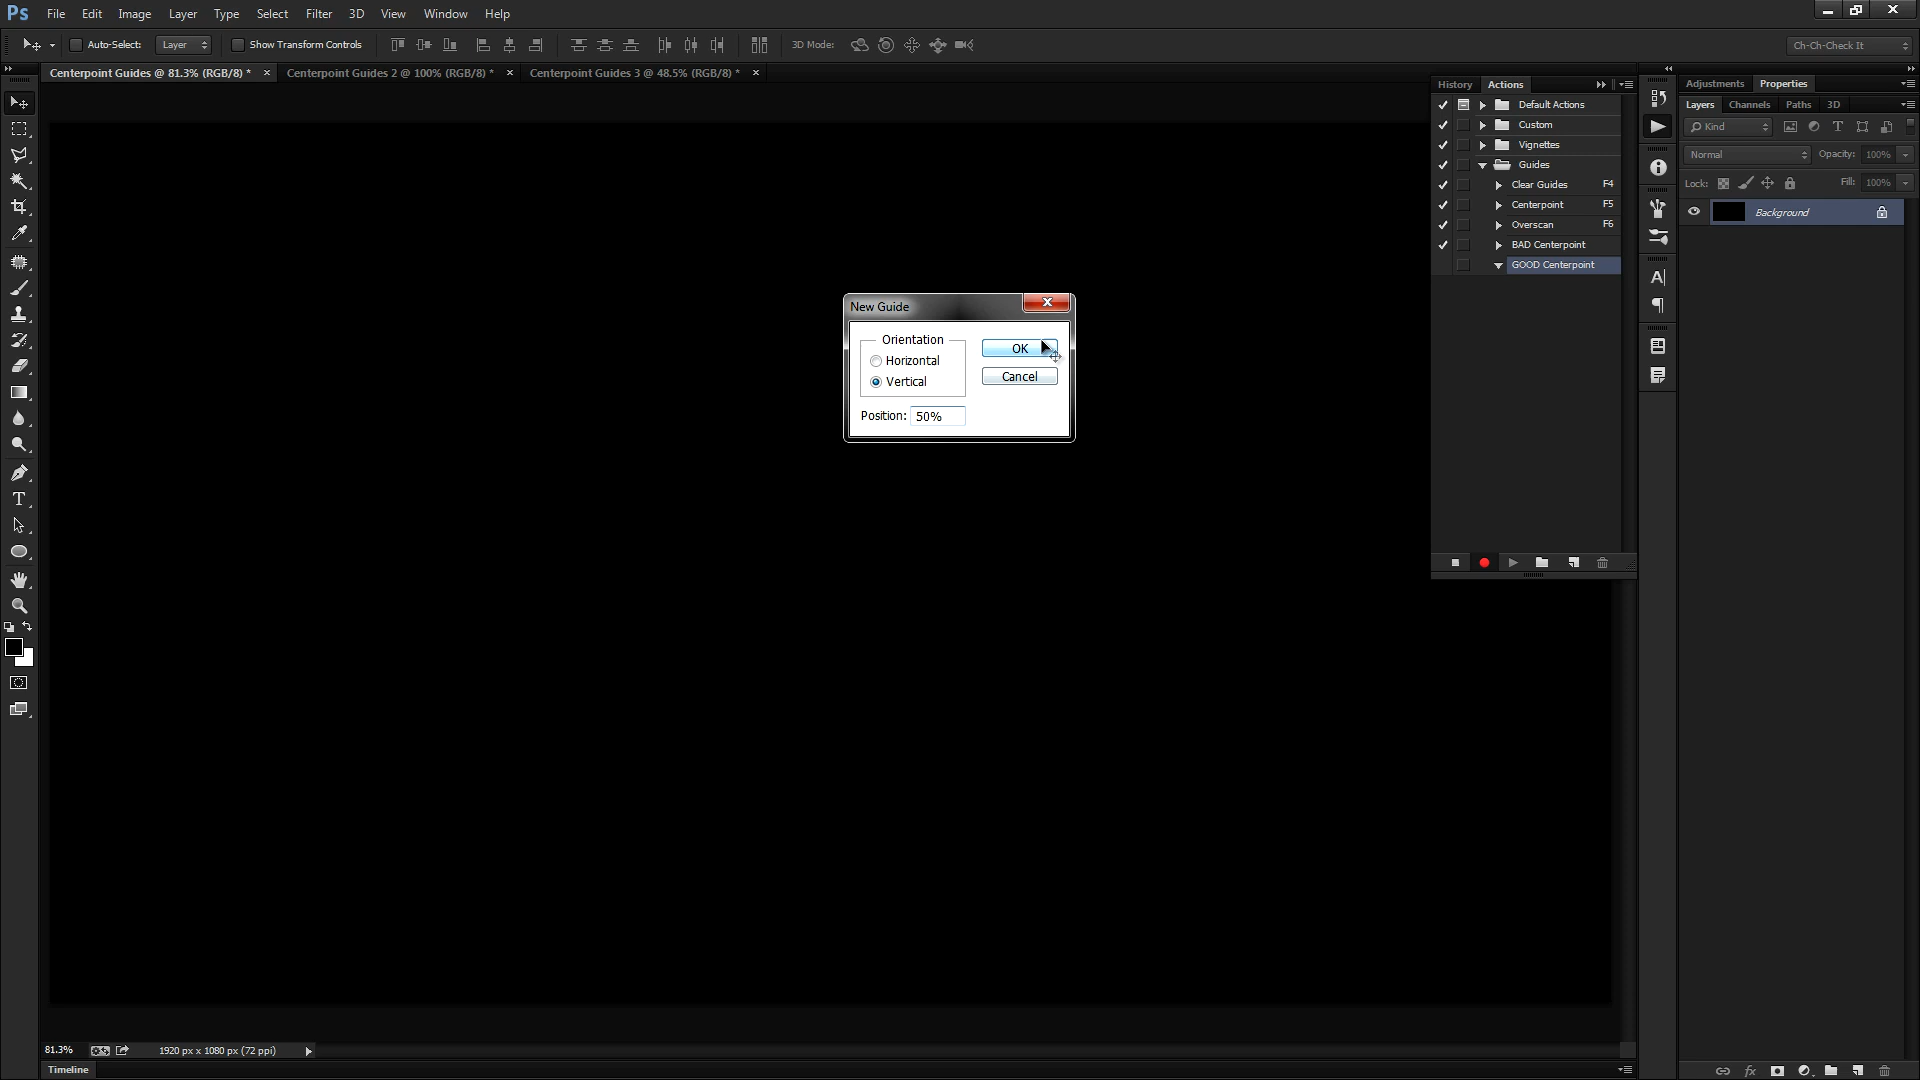 Ps File Edit Image Layer Type Select Filter 3D View Window Help
Auto-Select: Layer Show Transform Controls 3D Mode: Ch-Ch-Check It
Centerpoint Guides @ 81.3% (RGB/8) * × Centerpoint Guides 2 @ 100% (RGB/8) * × Centerpoint Guides 3 @ 48.5% (RGB/8) * ×
History Actions
Default Actions
Custom
Vignettes
Guides
Clear Guides F4
Centerpoint F5
Overscan F6
BAD Centerpoint
GOOD Centerpoint
Adjustments Properties
Layers Channels Paths 3D
Kind
Normal Opacity: 100%
Lock: Fill: 100%
Background
New Guide
Orientation
Horizontal
Vertical
OK
Cancel
Position: 50%
81.3% 1920 px x 1080 px (72 ppi)
Timeline